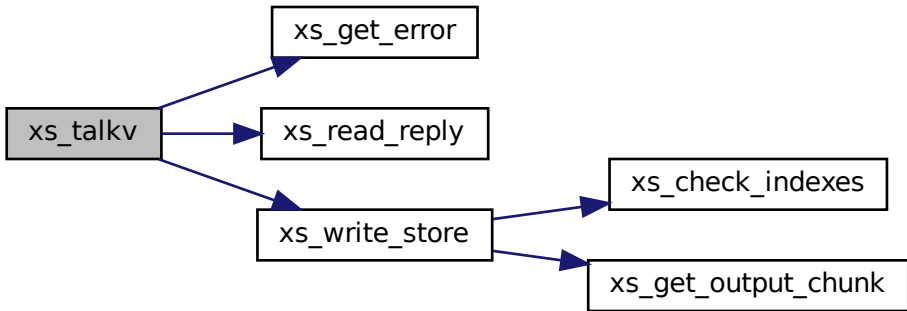 xs_get_error
xs_talkv
xs_read_reply
xs_check_indexes
xs_write_store
xs_get_output_chunk